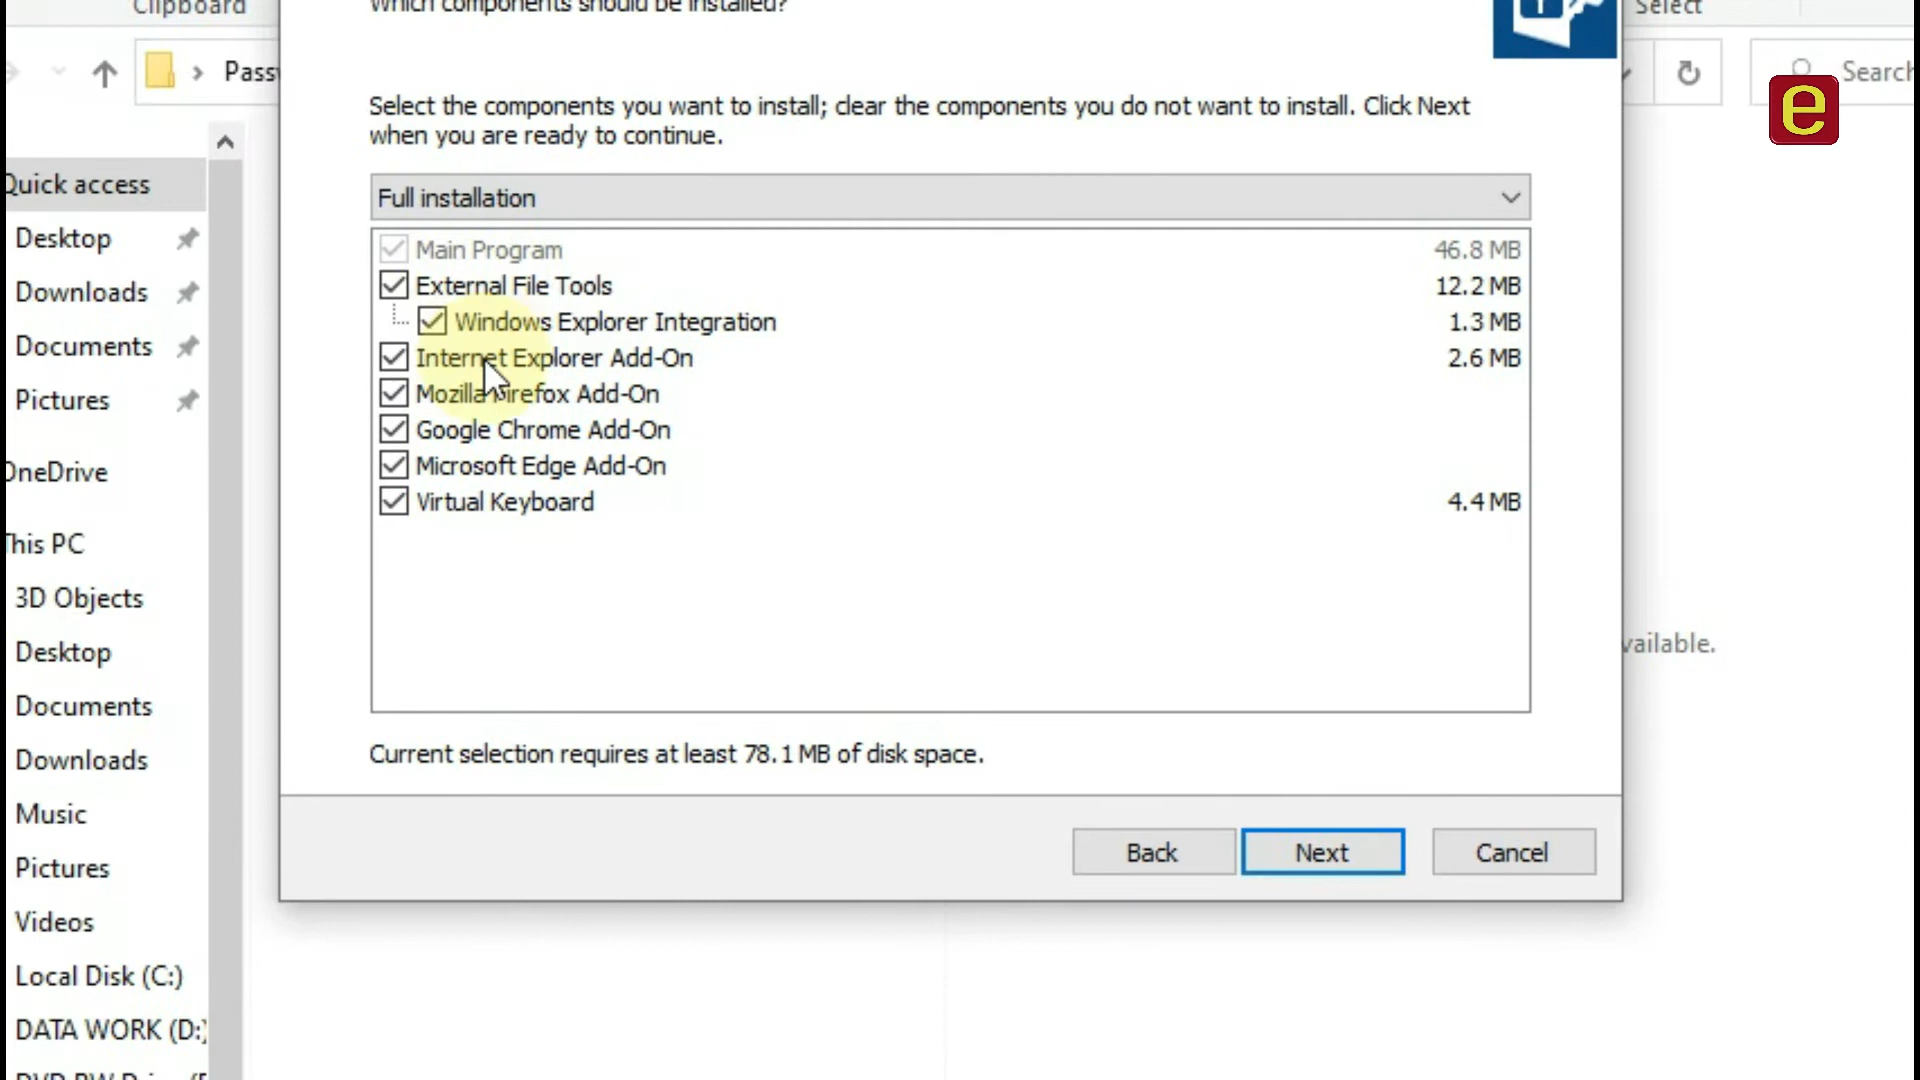 Clipboard
Select
Which components should be installed?
Search
e
Select the components you want to install; clear the components you do not want to install. Click Next
when you are ready to continue.
Full installation
Main Program 46.8 MB
External File Tools 12.2 MB
Windows Explorer Integration 1.3 MB
Internet Explorer Add-On 2.6 MB
Mozilla Firefox Add-On
Google Chrome Add-On
Microsoft Edge Add-On
Virtual Keyboard 4.4 MB
Current selection requires at least 78.1 MB of disk space.
Back Next Cancel
Quick access
Desktop
Downloads
Documents
Pictures
OneDrive
This PC
3D Objects
Desktop
Documents
Downloads
Music
Pictures
Videos
Local Disk (C:)
DATA WORK (D:)
vailable.